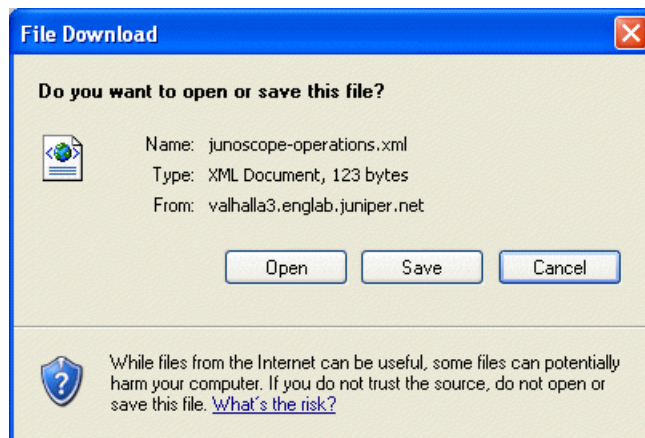 File Download
Do you want to open or save this file?
Name: junoscope-operations.xml
Type: XML Document, 123 bytes
From: valhalla3.englab.juniper.net
Open Save Cancel
While files from the Internet can be useful, some files can potentially
harm your computer. If you do not trust the source, do not open or
save this file. What's the risk?